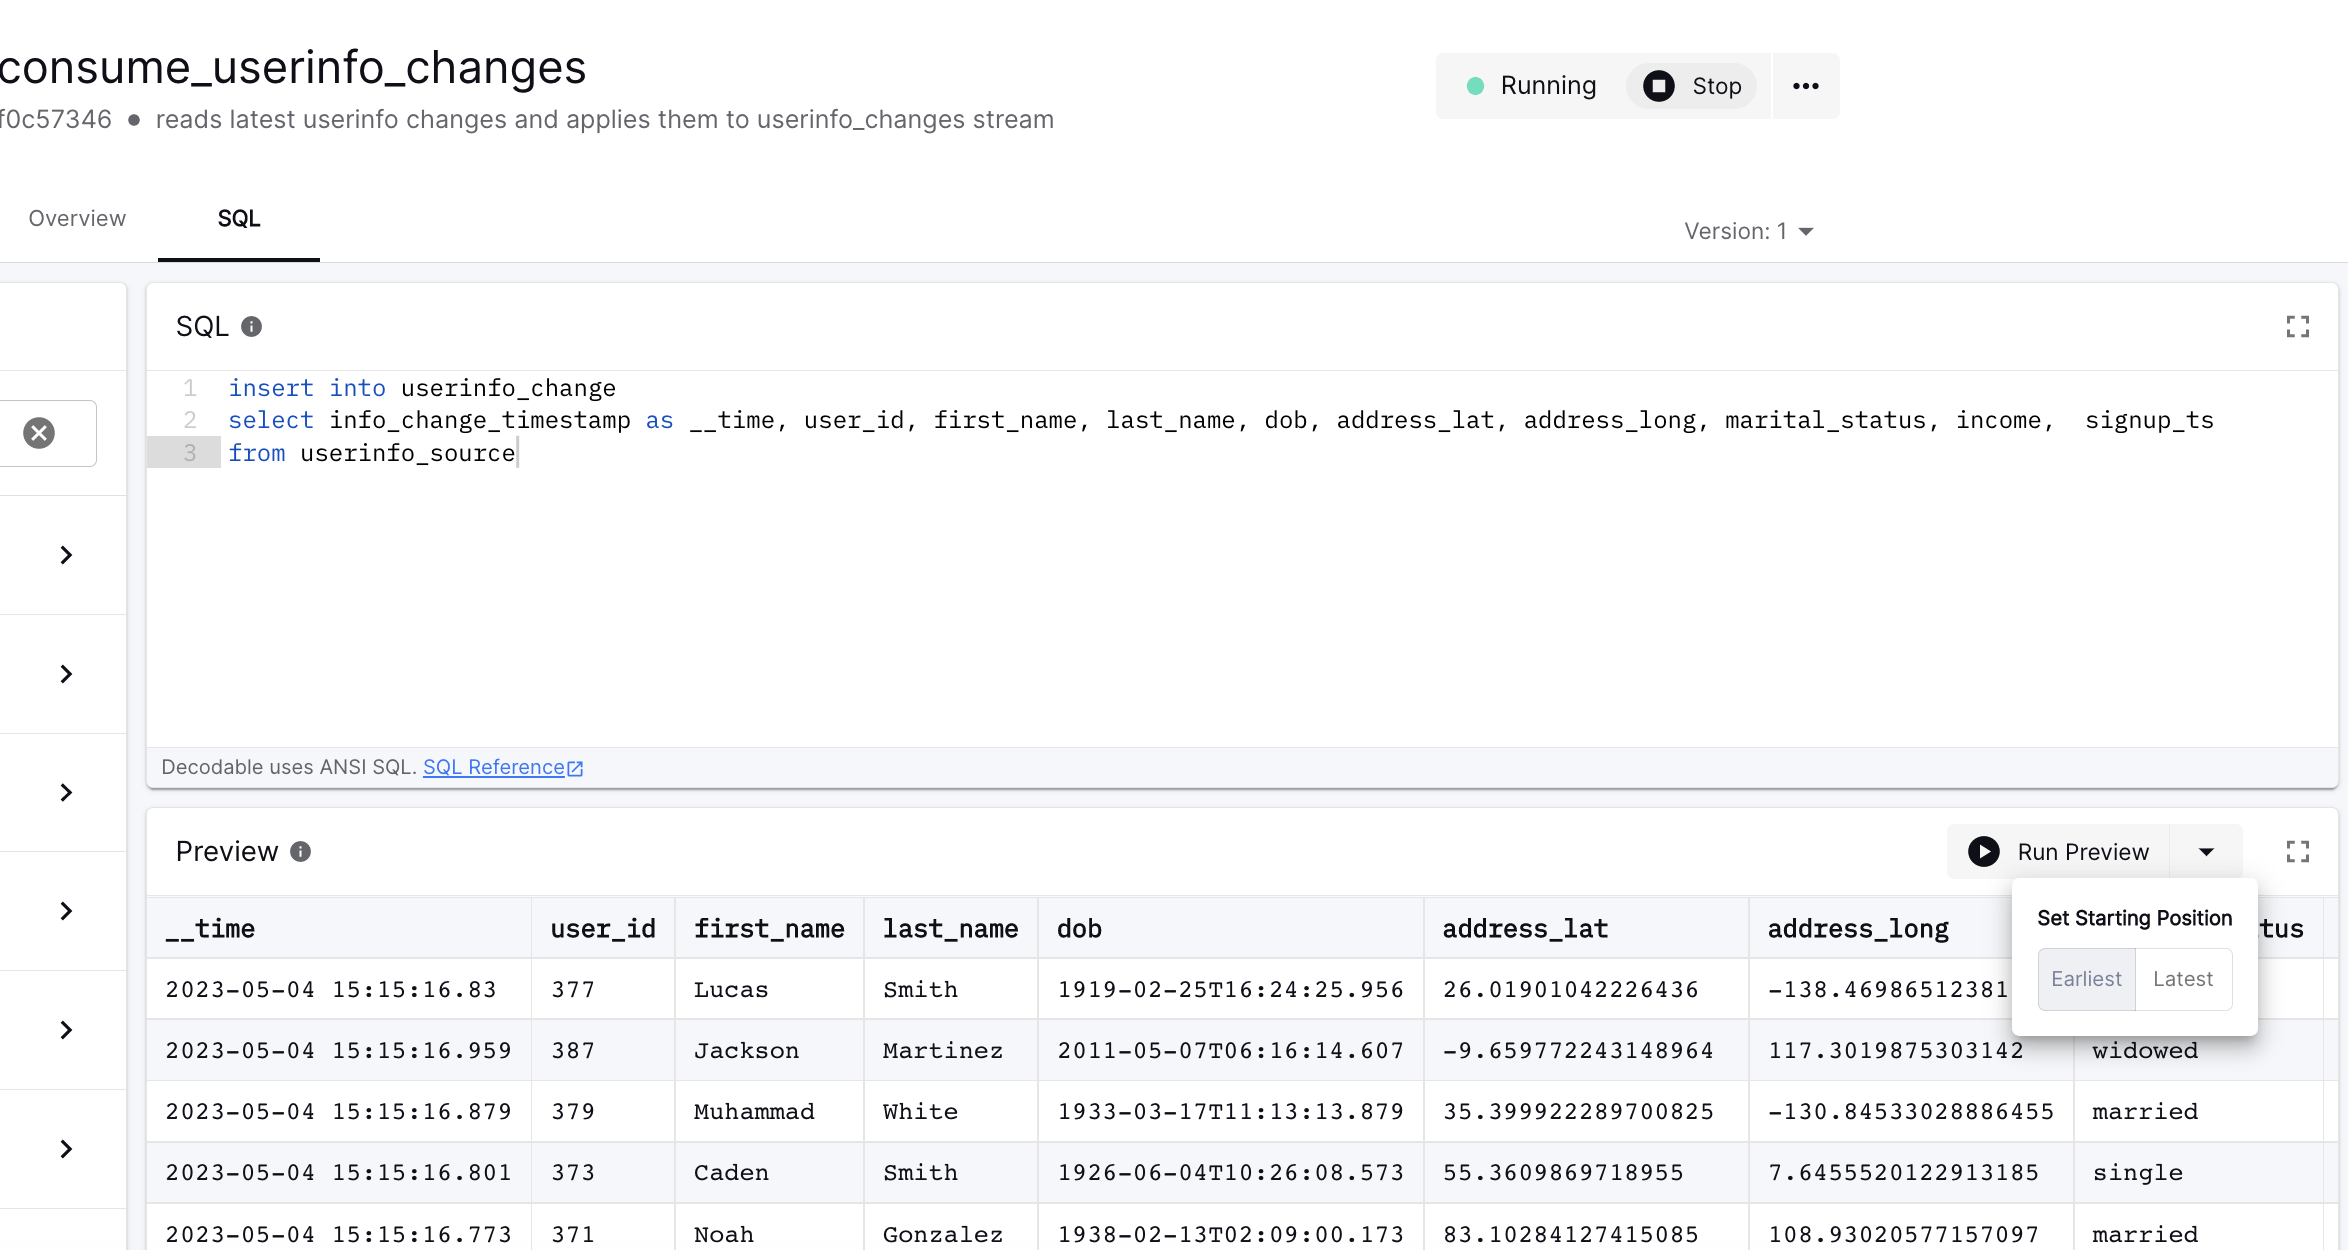 consume_userinfo_changes
f0c57346 ● reads latest userinfo changes and applies them to userinfo_changes stream
Running
Stop
Overview
SQL
Version: 1
SQL
1 insert into userinfo_change
2 select info_change_timestamp as __time, user_id, first_name, last_name, dob, address_lat, address_long, marital_status, income,  signup_ts
3 from userinfo_source
Decodable uses ANSI SQL. SQL Reference
Preview
Run Preview
Set Starting Position
Earliest Latest
__time user_id first_name last_name dob address_lat address_long tus
2023-05-04 15:15:16.83 377 Lucas Smith 1919-02-25T16:24:25.956 26.01901042226436 -138.46986512381
2023-05-04 15:15:16.959 387 Jackson Martinez 2011-05-07T06:16:14.607 -9.659772243148964 117.3019875303142 widowed
2023-05-04 15:15:16.879 379 Muhammad White 1933-03-17T11:13:13.879 35.399922289700825 -130.84533028886455 married
2023-05-04 15:15:16.801 373 Caden Smith 1926-06-04T10:26:08.573 55.3609869718955 7.6455520122913185 single
2023-05-04 15:15:16.773 371 Noah Gonzalez 1938-02-13T02:09:00.173 83.10284127415085 108.93020577157097 married